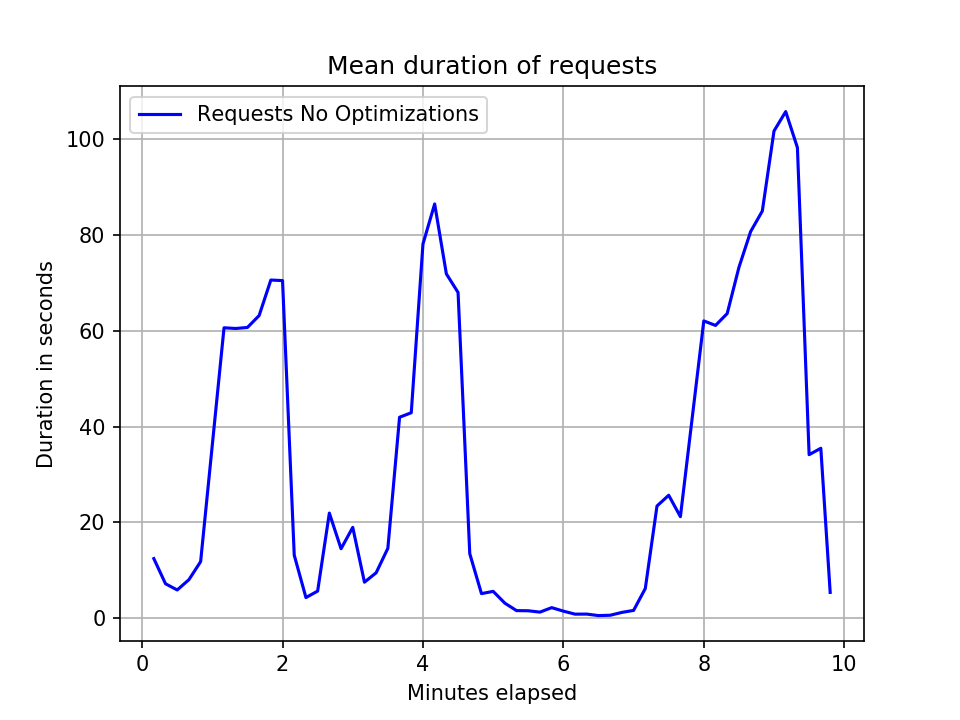 Mean duration of requests
Requests No Optimizations
100
80
60
40
20
0
Duration in seconds
0 2 4 6 8 10
Minutes elapsed